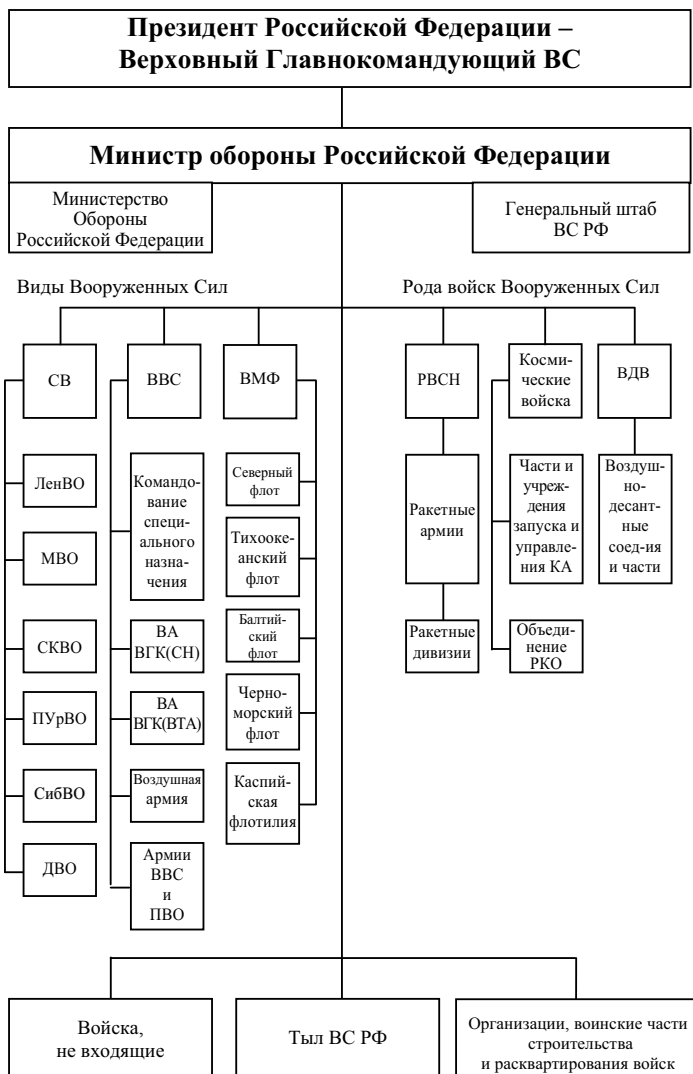 Президент Российской Федерации –
Верховный Главнокомандующий ВС
Министр обороны Российской Федерации
Министерство
Обороны
Российской Федерации
Генеральный штаб
ВС РФ
Виды Вооруженных Сил
Рода войск Вооруженных Сил
СВ
ВВС
ВМФ
РВСН
Косми-
ческие
войска
ВДВ
ЛенВО
МВО
СКВО
ПУрВО
СибВО
ДВО
Командо-
вание
специ-
ального
назна-
чения
ВА
ВГК(СН)
ВА
ВГК(ВТА)
Воздушная
армия
Армии
ВВС
и
ПВО
Северный
флот
Тихооке-
анский
флот
Балтий-
ский
флот
Черно-
морский
флот
Каспий-
ская
флотилия
Ракетные
армии
Ракетные
дивизии
Части и
учреж-
дения
запуска и
управле-
ния КА
Объеди-
нение
РКО
Воздуш-
но-
десант-
ные
соед-ия
и части
Войска,
не входящие
Тыл ВС РФ
Организации, воинские части
строительства
и расквартирования войск